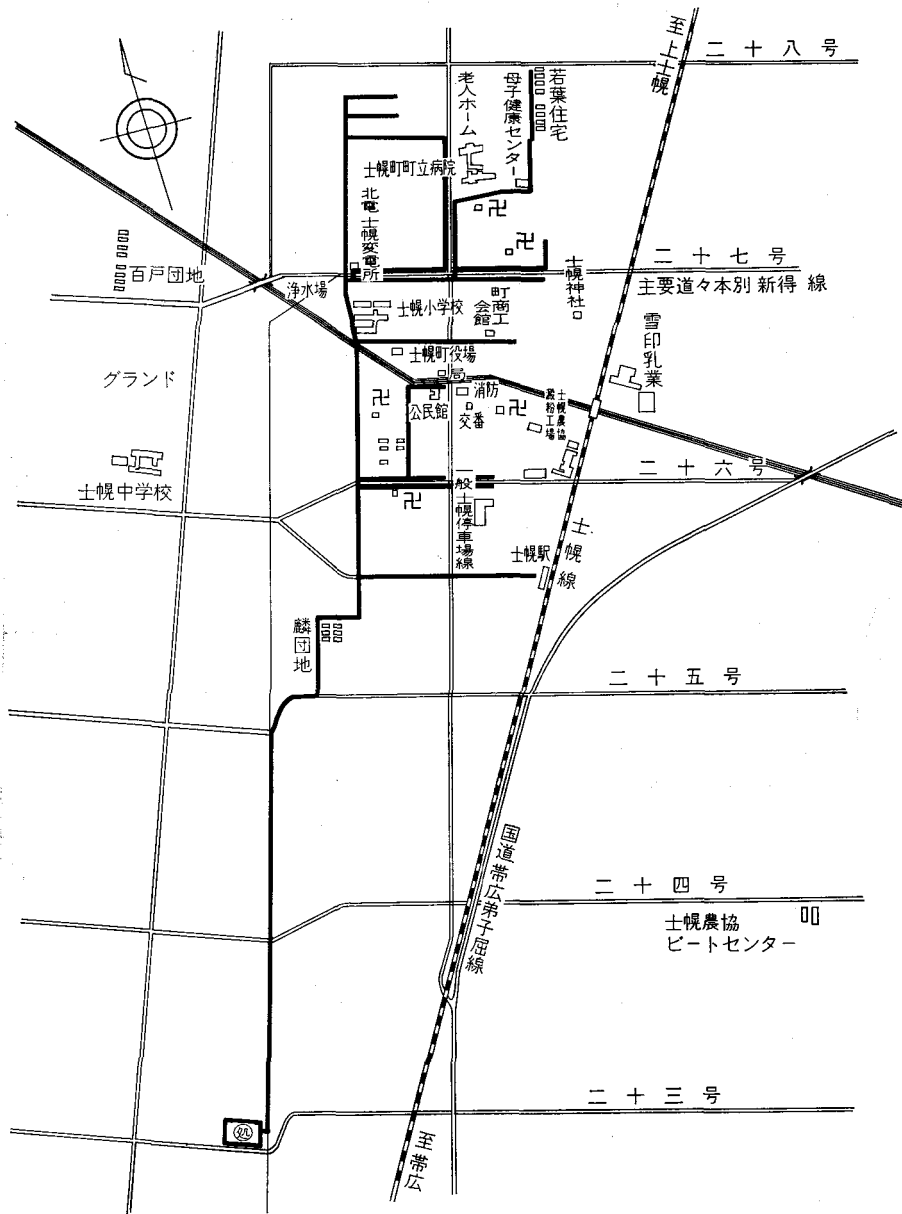 至上士幌
二十八号
若葉住宅
母子健康センター
老人ホーム
士幌町町立病院
北電士幌変電所
卍
卍
二十七号
主要道々本別新得線
士幌神社
百戸団地
浄水場
士幌小学校
町商工会館
雪印乳業
士幌町役場
局
グランド
卍
公民館
消防
交番
卍
士幌農協
澱粉工場
二十六号
士幌中学校
卍
一般士幌停車場線
士幌駅
士幌線
麟団地
二十五号
国道帯広弟子屈線
二十四号
士幌農協
ビートセンター
二十三号
処
至帯広